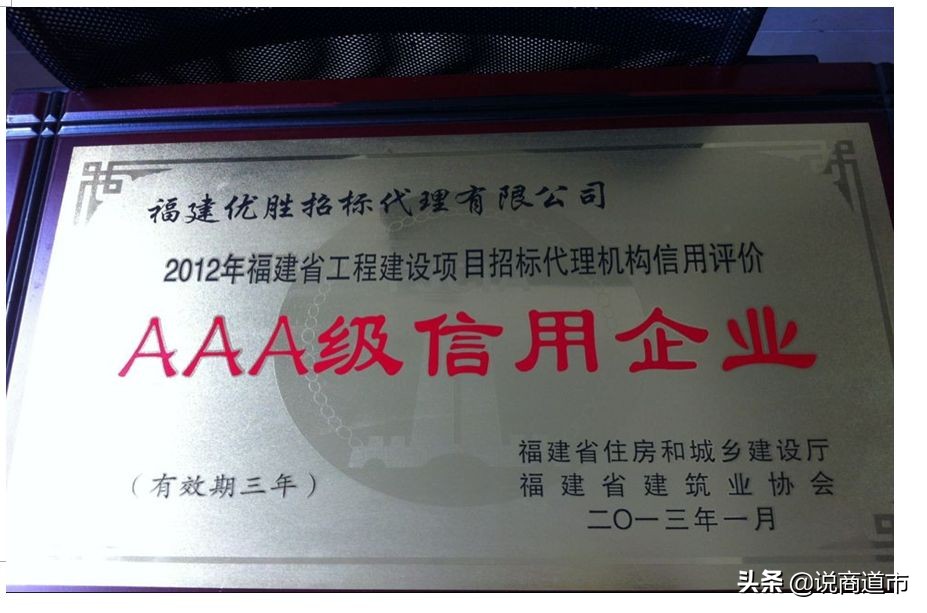 福建优胜招标代理有限公司
2012年福建省工程建设项目招标代理机构信用评价
AAA级信用企业
福建省住房和城乡建设厅
（有效期三年）
福建省建筑业协会
二〇一三年一月
头条 @说商道市